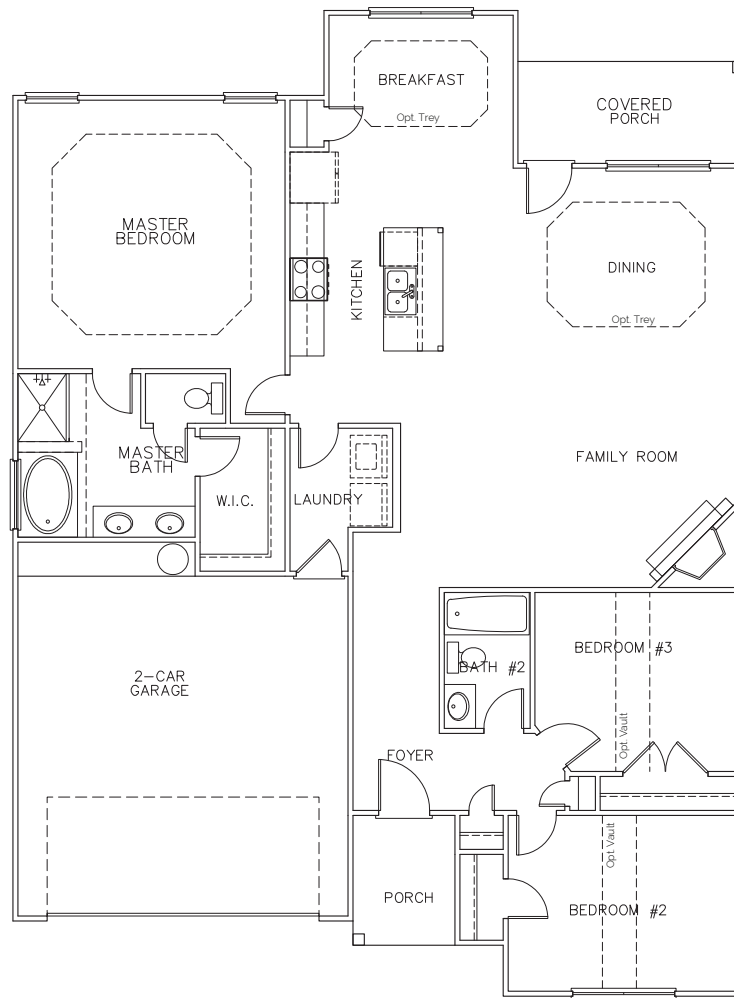 BREAKFAST
Opt. Trey
COVERED
PORCH
MASTER
BEDROOM
KITCHEN
DINING
Opt. Trey
MASTER
BATH
W.I.C.
LAUNDRY
FAMILY ROOM
2-CAR
GARAGE
BATH #2
BEDROOM #3
Opt. Vault
FOYER
PORCH
Opt. Vault
BEDROOM #2